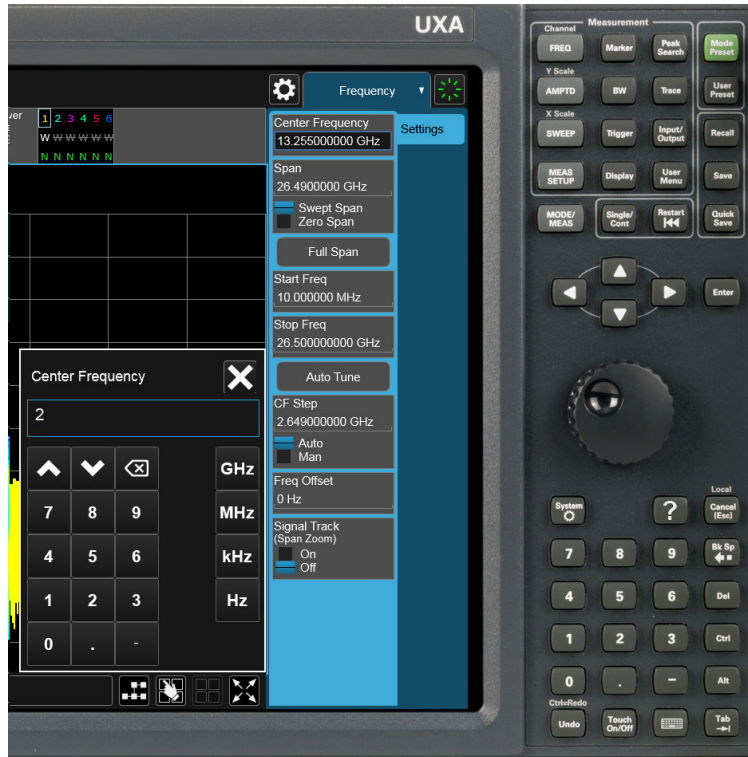 UXA
Frequency
ver
1 2 3 4 5 6
W W W W W W
N N N N N N
Center Frequency
13.255000000 GHz
Settings
Span
26.4900000 GHz
Swept Span
Zero Span
Full Span
Start Freq
10.000000 MHz
Stop Freq
26.500000000 GHz
Auto Tune
CF Step
2.649000000 GHz
Auto
Man
Freq Offset
0 Hz
Signal Track
(Span Zoom)
On
Off
Center Frequency
2
GHz
7 8 9 MHz
4 5 6 kHz
1 2 3 Hz
0 . -
Measurement
Channel
FREQ
Marker
Peak
Search
Mode
Preset
Y Scale
AMPTD
BW
Trace
User
Preset
X Scale
SWEEP
Trigger
Input/
Output
Recall
MEAS
SETUP
Display
User
Menu
Save
MODE/
MEAS
Single/
Cont
Restart
Quick
Save
Enter
System
?
Local
Cancel
(Esc)
7 8 9
Bk Sp
4 5 6 Del
1 2 3 Ctrl
0 . - Alt
Ctrl=Redo
Undo
Touch
On/Off
Tab